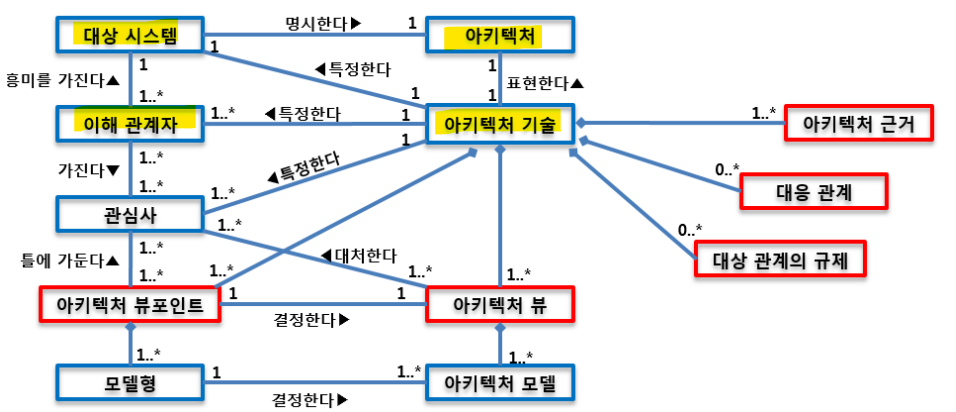 대상 시스템
1
명시한다▶
1
아키텍처
1
흥미를 가진다▲
1
1..*
◀특정한다
1
1
표현한다▲
1
이해 관계자
1..*
◀특정한다
1
아키텍처 기술
1..*
아키텍처 근거
가진다▼
1..*
1..*
◀특정한다
1
1..*
0..*
대응 관계
관심사
1..*
0..*
대상 관계의 규제
틀에 가둔다▲
1..*
1..*
◀대처한다
1..*
1..*
1..*
아키텍처 뷰포인트
1
결정한다▶
1
아키텍처 뷰
1..*
1..*
모델형
1
결정한다▶
1..*
아키텍처 모델